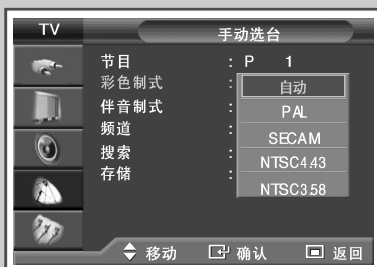 TV
手动选台
节目 : P 1
彩色制式 :
伴音制式 :
频道 :
搜索 :
存储 :
自动
PAL
SECAM
NTSC4.43
NTSC3.58
移动 确认 返回